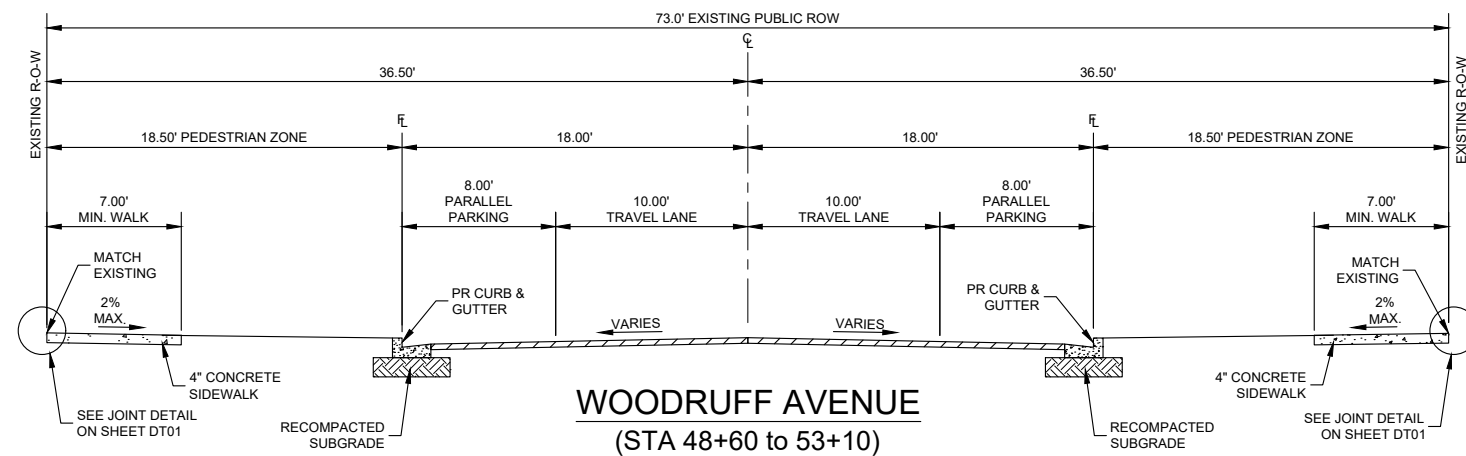 73.0' EXISTING PUBLIC ROW
℄
36.50'
36.50'
EXISTING R-O-W
EXISTING R-O-W
FL
FL
18.50' PEDESTRIAN ZONE
18.00'
18.00'
18.50' PEDESTRIAN ZONE
7.00'
MIN. WALK
8.00'
PARALLEL
PARKING
10.00'
TRAVEL LANE
10.00'
TRAVEL LANE
8.00'
PARALLEL
PARKING
7.00'
MIN. WALK
MATCH
EXISTING
2%
MAX.
PR CURB &
GUTTER
VARIES
VARIES
PR CURB &
GUTTER
MATCH
EXISTING
2%
MAX.
4" CONCRETE
SIDEWALK
SEE JOINT DETAIL
ON SHEET DT01
RECOMPACTED
SUBGRADE
RECOMPACTED
SUBGRADE
4" CONCRETE
SIDEWALK
SEE JOINT DETAIL
ON SHEET DT01
WOODRUFF AVENUE
(STA 48+60 to 53+10)